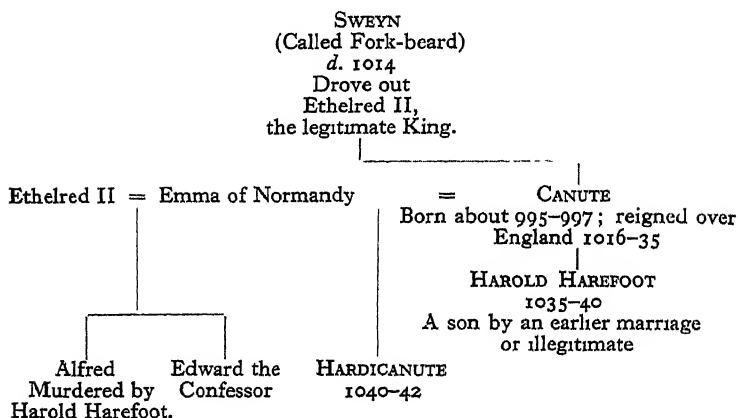 SWEYN
(Called Fork-beard)
d. 1014
Drove out
Ethelred II,
the legitimate King.
Ethelred II = Emma of Normandy = CANUTE
Born about 995–997; reigned over
England 1016–35
HAROLD HAREFOOT
1035–40
A son by an earlier marriage
or illegitimate
Alfred
Murdered by
Harold Harefoot.
Edward the
Confessor
HARDICANUTE
1040–42